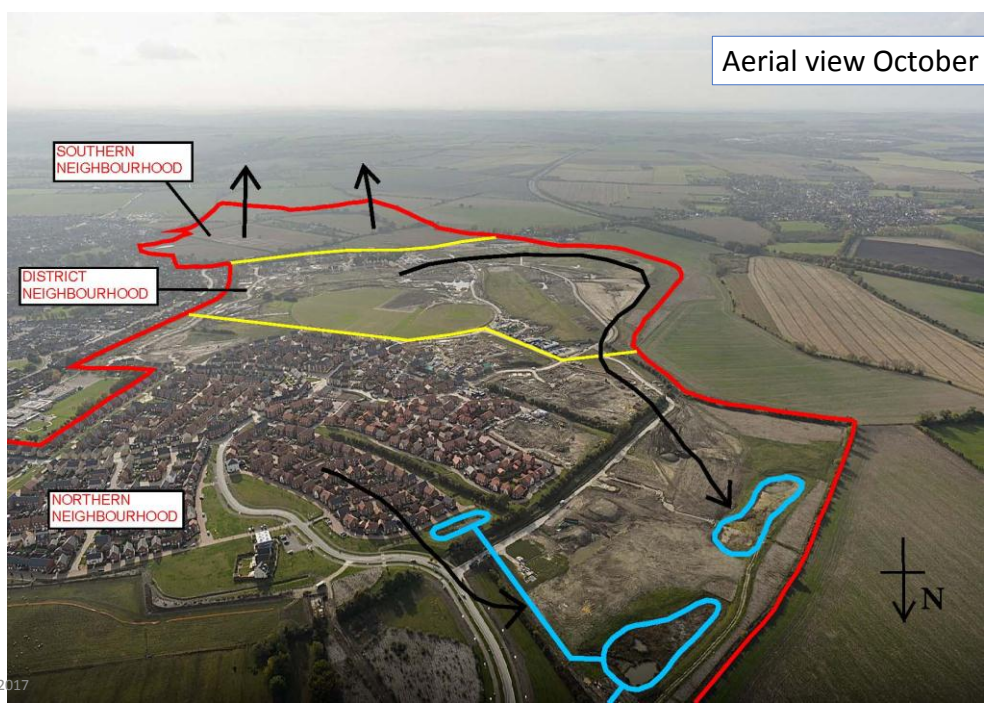 Aerial view October
SOUTHERN
NEIGHBOURHOOD
DISTRICT
NEIGHBOURHOOD
NORTHERN
NEIGHBOURHOOD
N
2017